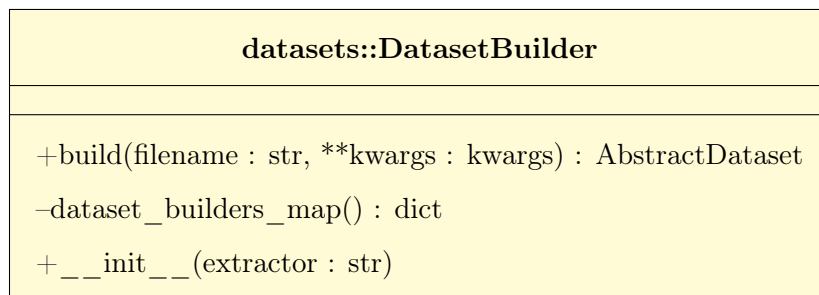 datasets::DatasetBuilder
+build(filename : str, **kwargs : kwargs) : AbstractDataset
–dataset_builders_map() : dict
+__init__(extractor : str)